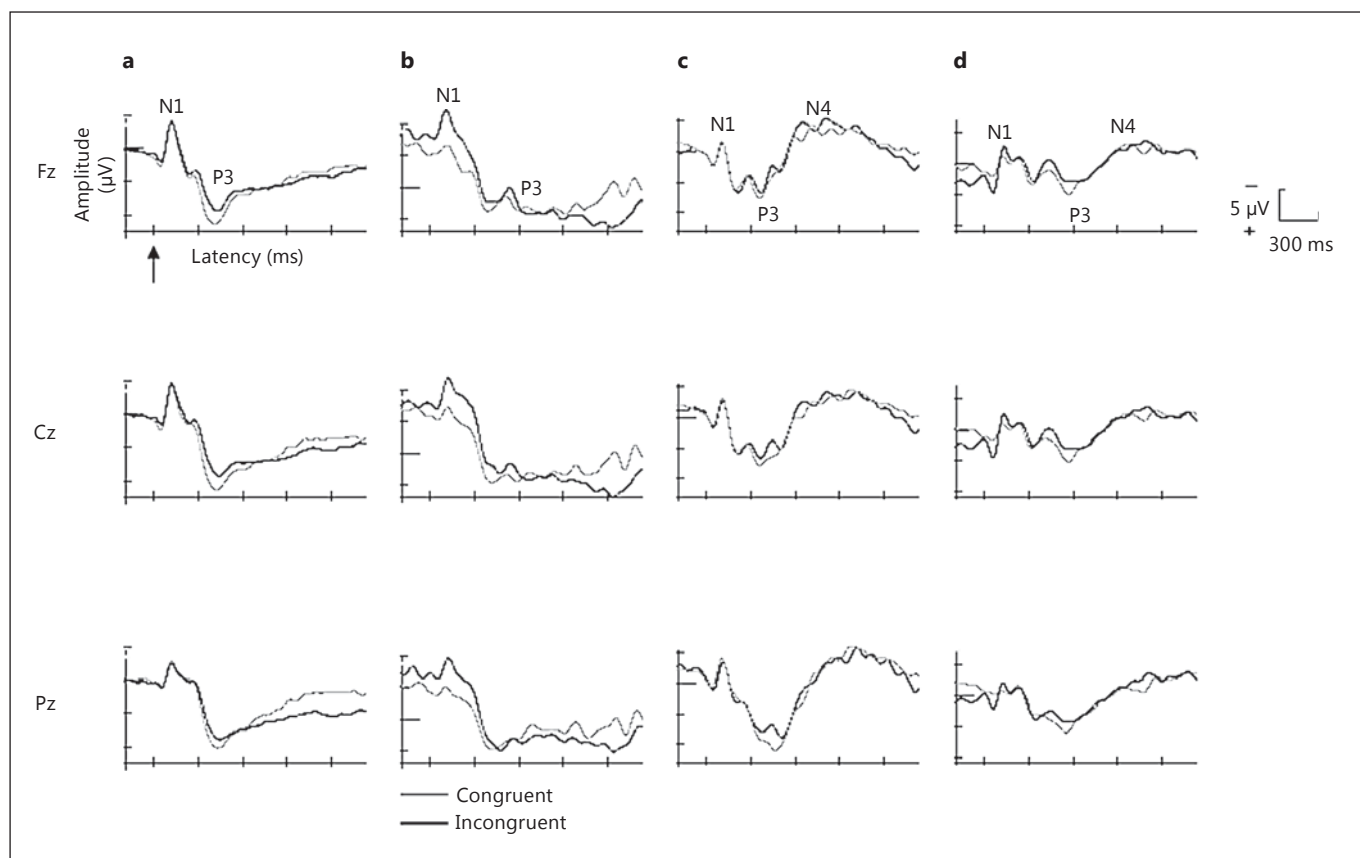 a b c d
N1 N1 N1 N4 N1 N4
Fz Amplitude (µV) P3 P3 P3 P3
–
5 µV
+
300 ms
Latency (ms)
Cz
Pz
Congruent
Incongruent